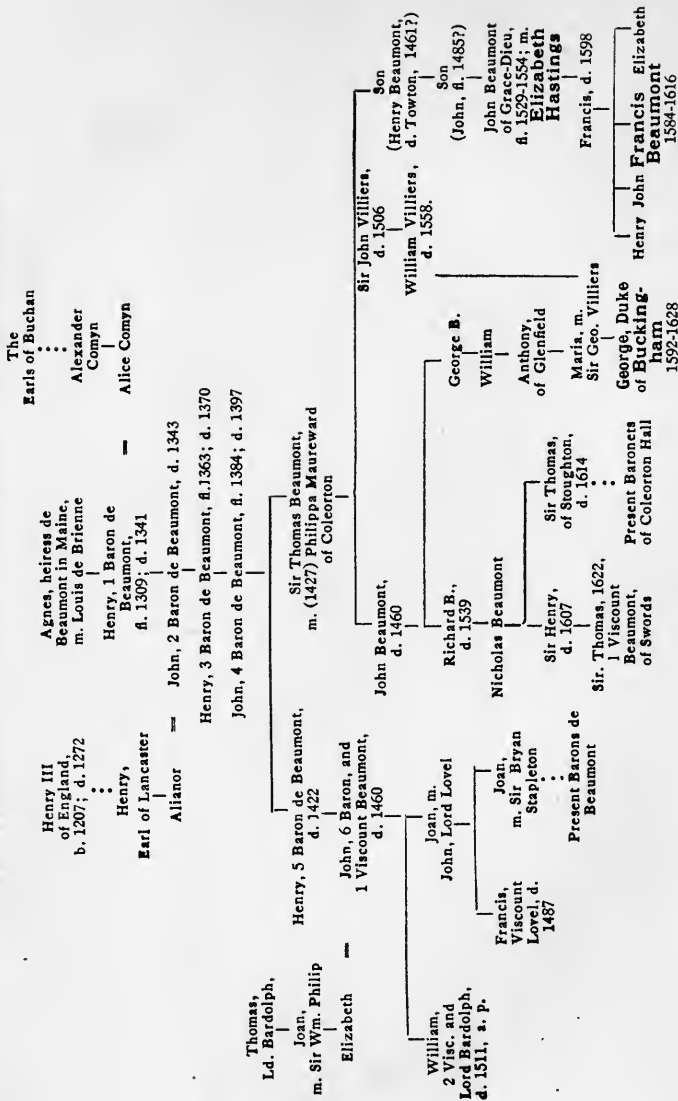 Henry III
of England,
b. 1207; d. 1272
Henry,
Earl of Lancaster
Alianor
Agnes, heiress de
Beaumont in Maine,
m. Louis de Brienne
Henry, 1 Baron de
Beaumont,
fl. 1309; d. 1341
The
Earls of Buchan
Alexander
Comyn
Alice Comyn
= John, 2 Baron de Beaumont, d. 1343
Henry, 3 Baron de Beaumont, fl.1363; d. 1370
John, 4 Baron de Beaumont, fl. 1384; d. 1397
Thomas,
Ld. Bardolph,
Joan,
m. Sir Wm. Philip
Elizabeth =
Henry, 5 Baron de Beaumont,
d. 1422
John, 6 Baron, and
1 Viscount Beaumont,
d. 1460
Sir Thomas Beaumont,
m. (1427) Philippa Maureward
of Coleorton
William,
2 Visc. and
Lord Bardolph,
d. 1511, s. p.
Joan, m.
John, Lord Lovel
Francis,
Viscount
Lovel, d.
1487
Joan,
m. Sir Bryan
Stapleton
Present Barons de
Beaumont
John Beaumont,
d. 1460
Richard B.,
d. 1539
Nicholas Beaumont
Sir Henry,
d. 1607
Sir. Thomas, 1622,
1 Viscount
Beaumont,
of Swords
Sir Thomas,
of Stoughton,
d. 1614
Present Baronets
of Coleorton Hall
George B.
William
Anthony,
of Glenfield
Maria, m.
Sir Geo. Villiers
George, Duke
of Bucking-
ham
1592-1628
Sir John Villiers,
d. 1506
William Villiers,
d. 1558.
Son
(Henry Beaumont,
d. Towton, 1461?)
Son
(John, fl. 1485?)
John Beaumont
of Grace-Dieu,
fl. 1529-1554; m.
Elizabeth
Hastings
Francis, d. 1598
Henry John Francis Elizabeth
Beaumont
1584-1616